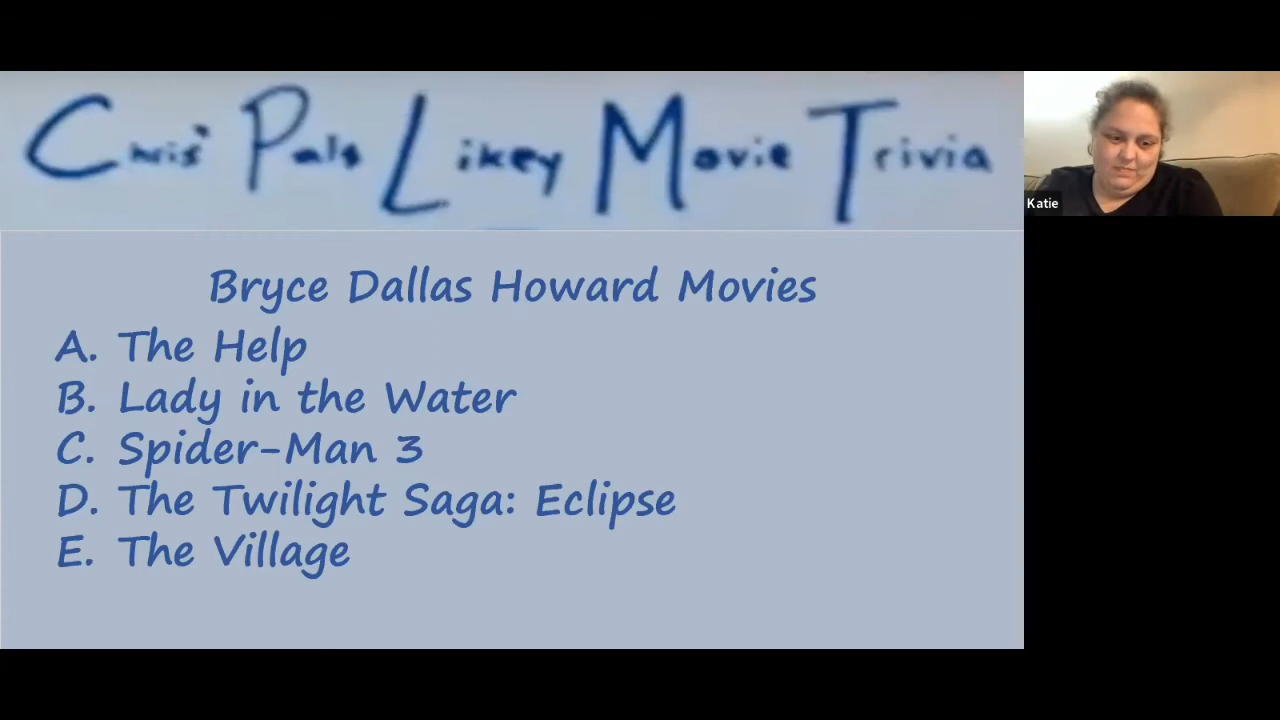 Chris' Pals Likey Movie Trivia
Katie
Bryce Dallas Howard Movies
A. The Help
B. Lady in the Water
C. Spider-Man 3
D. The Twilight Saga: Eclipse
E. The Village